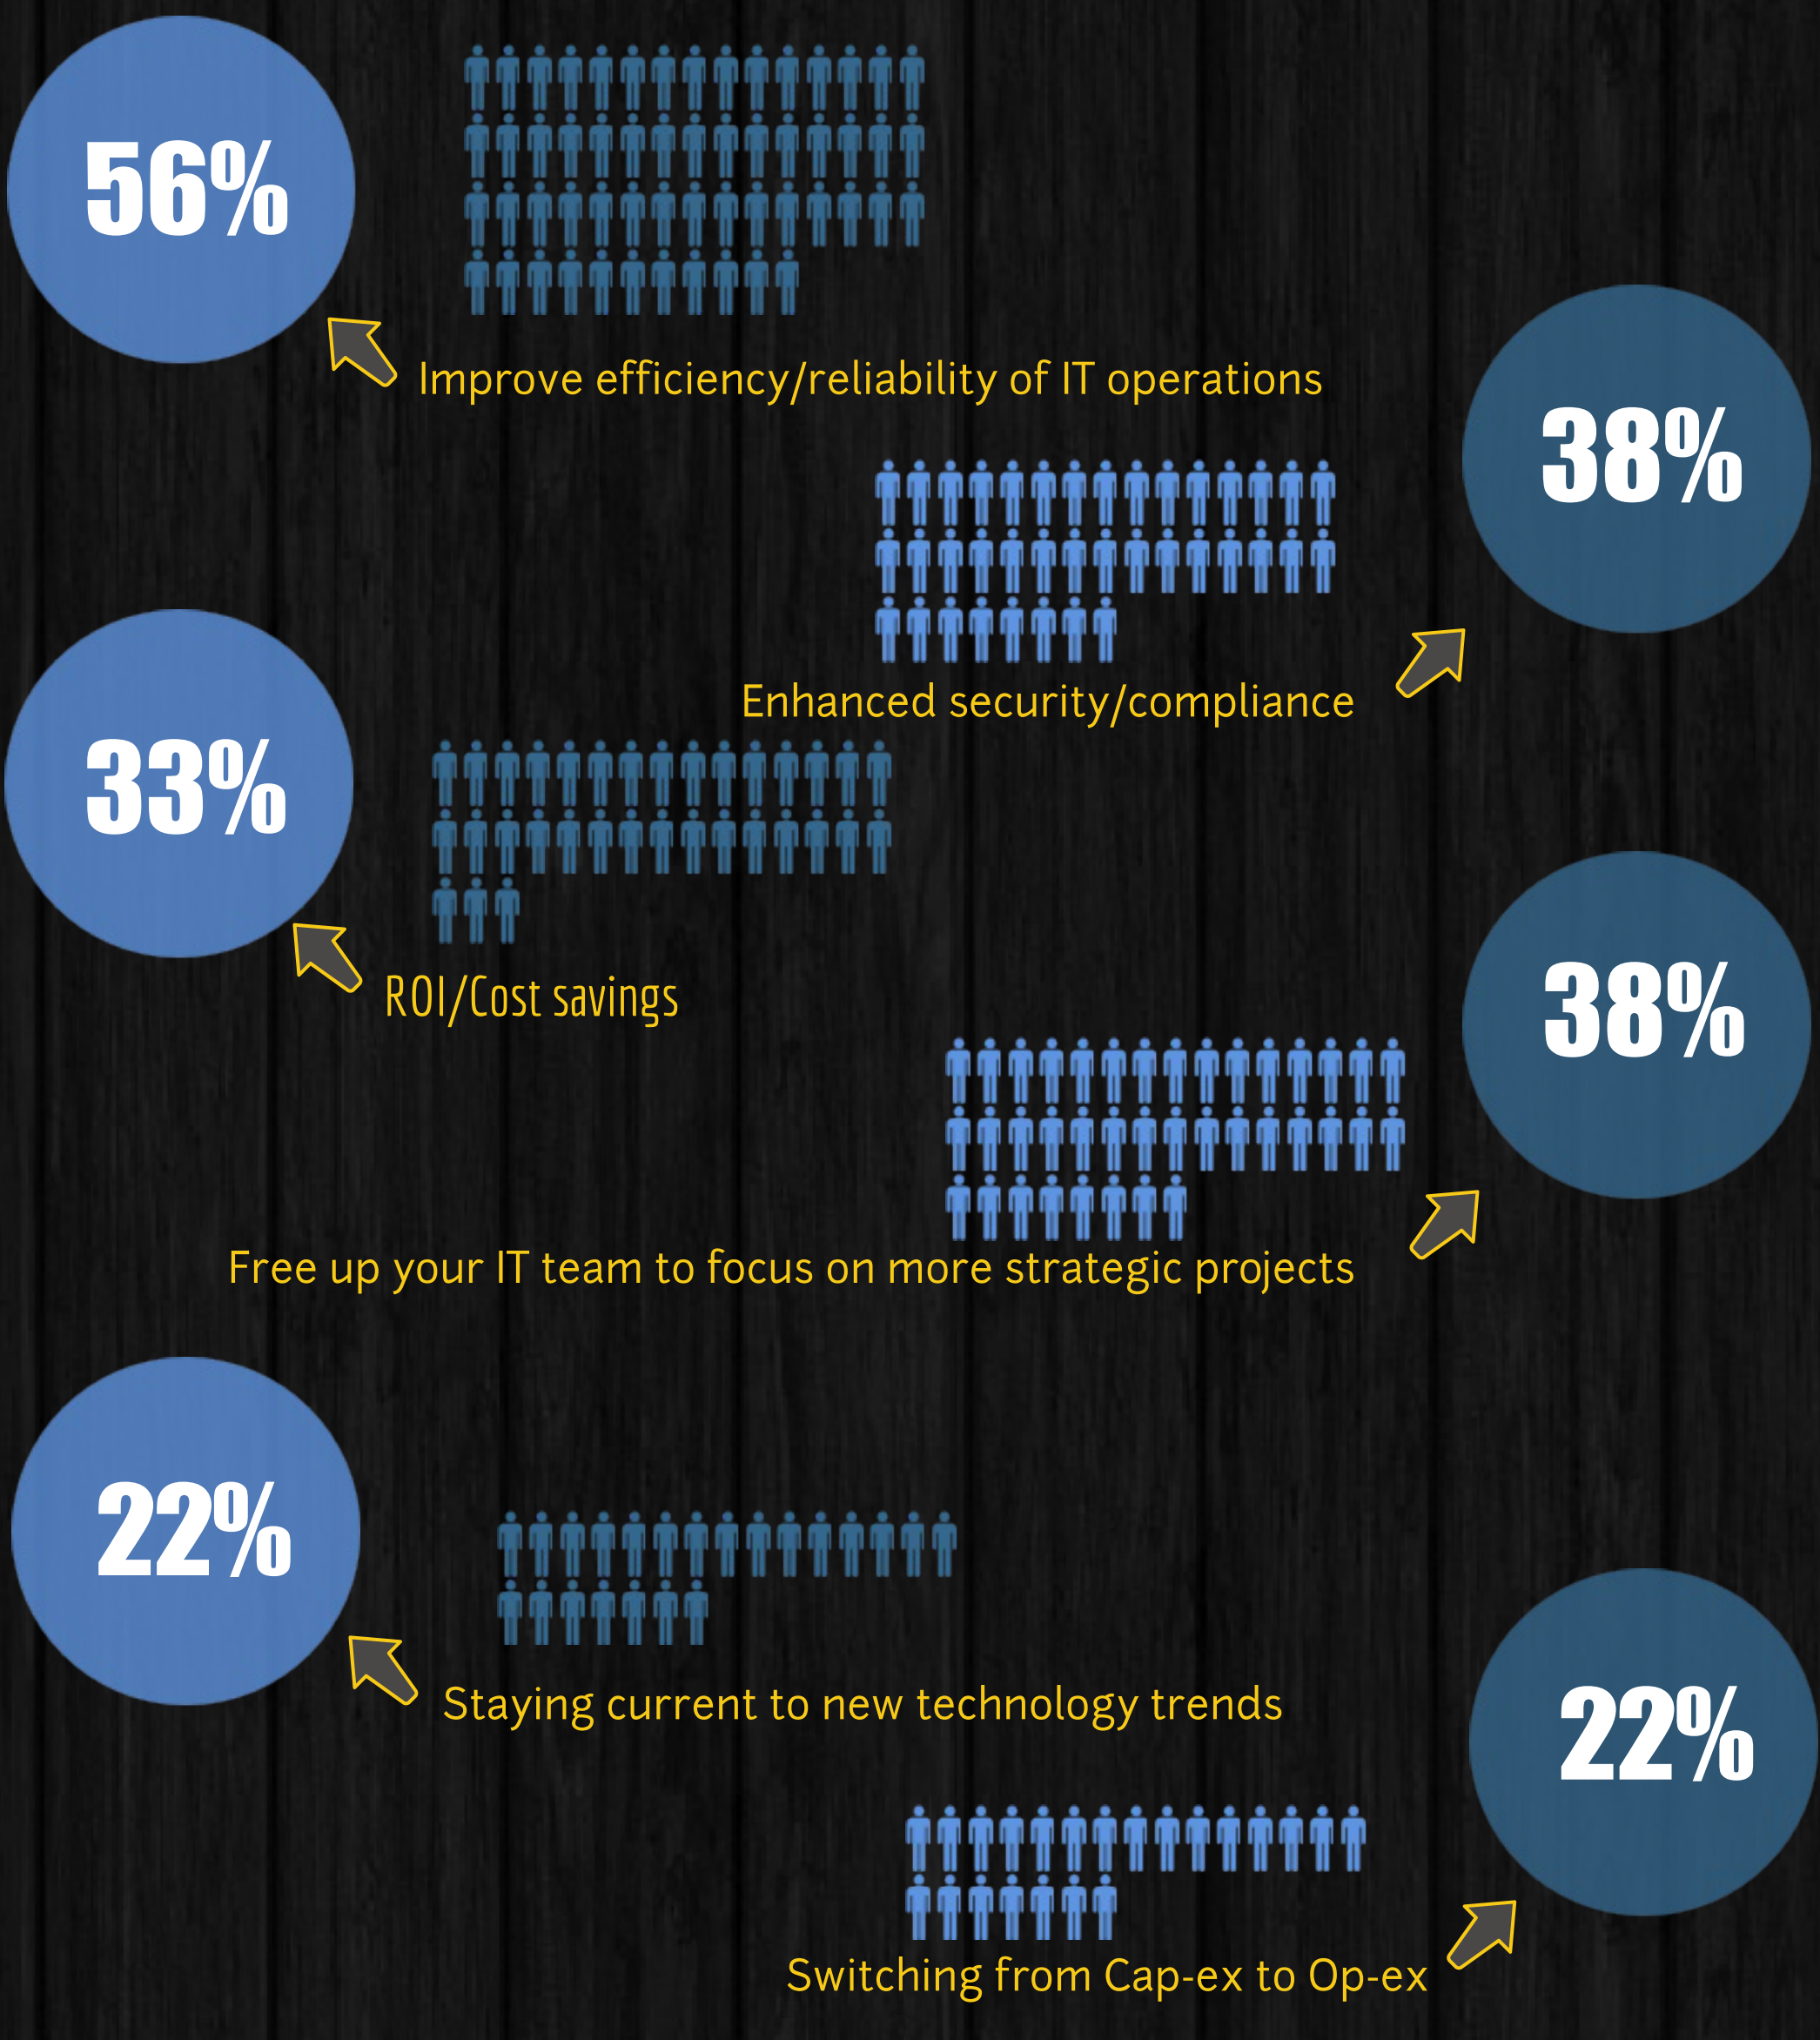 56%
Improve efficiency/reliability of IT operations
38%
Enhanced security/compliance
33%
ROI/Cost savings
38%
Free up your IT team to focus on more strategic projects
22%
Staying current to new technology trends
22%
Switching from Cap-ex to Op-ex